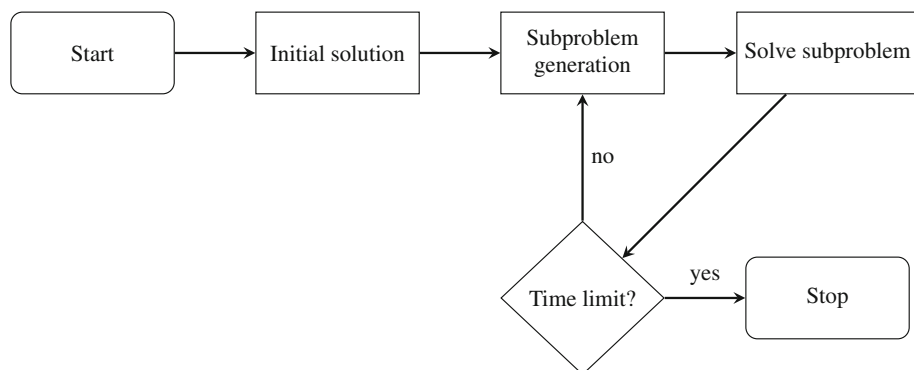 Start
Initial solution
Subproblem
generation
Solve subproblem
no
Time limit?
yes
Stop